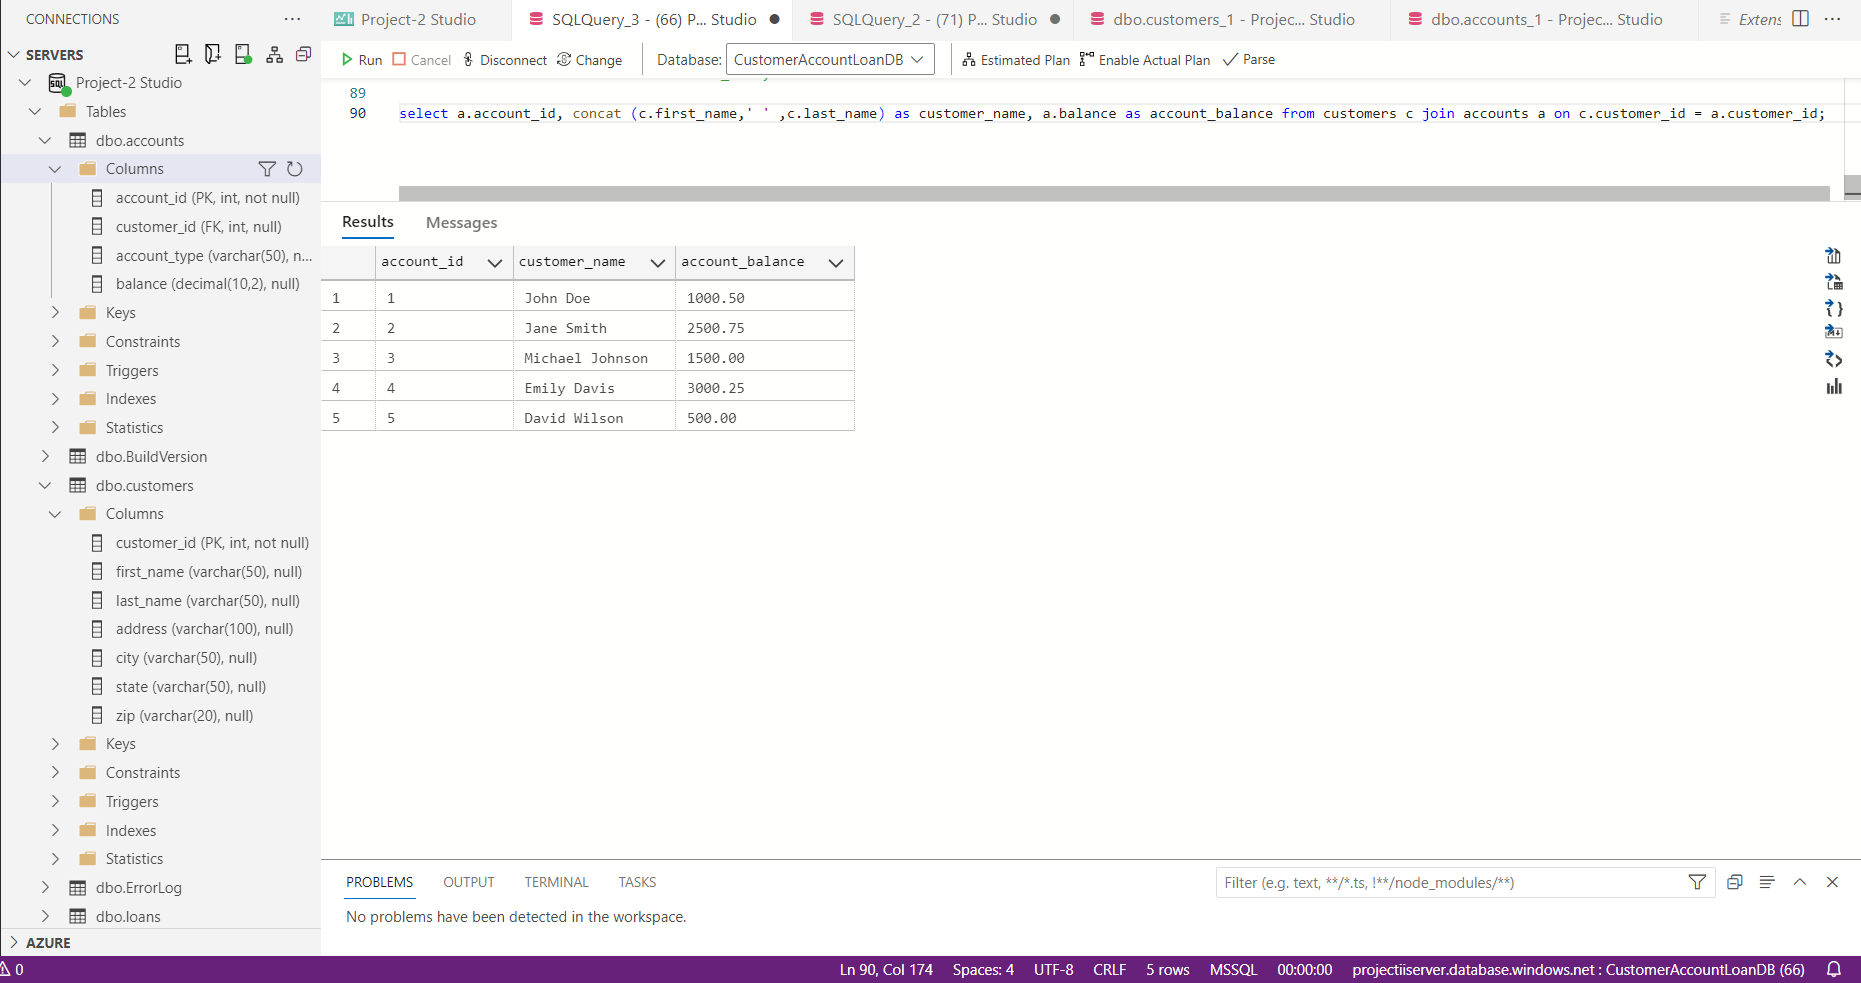 CONNECTIONS
SERVERS
Project-2 Studio
Tables
dbo.accounts
Columns
account_id (PK, int, not null)
customer_id (FK, int, null)
account_type (varchar(50), n...
balance (decimal(10,2), null)
Keys
Constraints
Triggers
Indexes
Statistics
dbo.BuildVersion
dbo.customers
Columns
customer_id (PK, int, not null)
first_name (varchar(50), null)
last_name (varchar(50), null)
address (varchar(100), null)
city (varchar(50), null)
state (varchar(50), null)
zip (varchar(20), null)
Keys
Constraints
Triggers
Indexes
Statistics
dbo.ErrorLog
dbo.loans
AZURE
Project-2 Studio
SQLQuery_3 - (66) P... Studio
SQLQuery_2 - (71) P... Studio
dbo.customers_1 - Projec... Studio
dbo.accounts_1 - Projec... Studio
Extens
Run Cancel Disconnect Change Database: CustomerAccountLoanDB Estimated Plan Enable Actual Plan Parse
89
90 select a.account_id, concat (c.first_name,' ' ,c.last_name) as customer_name, a.balance as account_balance from customers c join accounts a on c.customer_id = a.customer_id;
Results Messages
account_id customer_name account_balance
1 1 John Doe 1000.50
2 2 Jane Smith 2500.75
3 3 Michael Johnson 1500.00
4 4 Emily Davis 3000.25
5 5 David Wilson 500.00
PROBLEMS OUTPUT TERMINAL TASKS
Filter (e.g. text, **/*.ts, !**/node_modules/**)
No problems have been detected in the workspace.
0
Ln 90, Col 174 Spaces: 4 UTF-8 CRLF 5 rows MSSQL 00:00:00 projectiiserver.database.windows.net : CustomerAccountLoanDB (66)